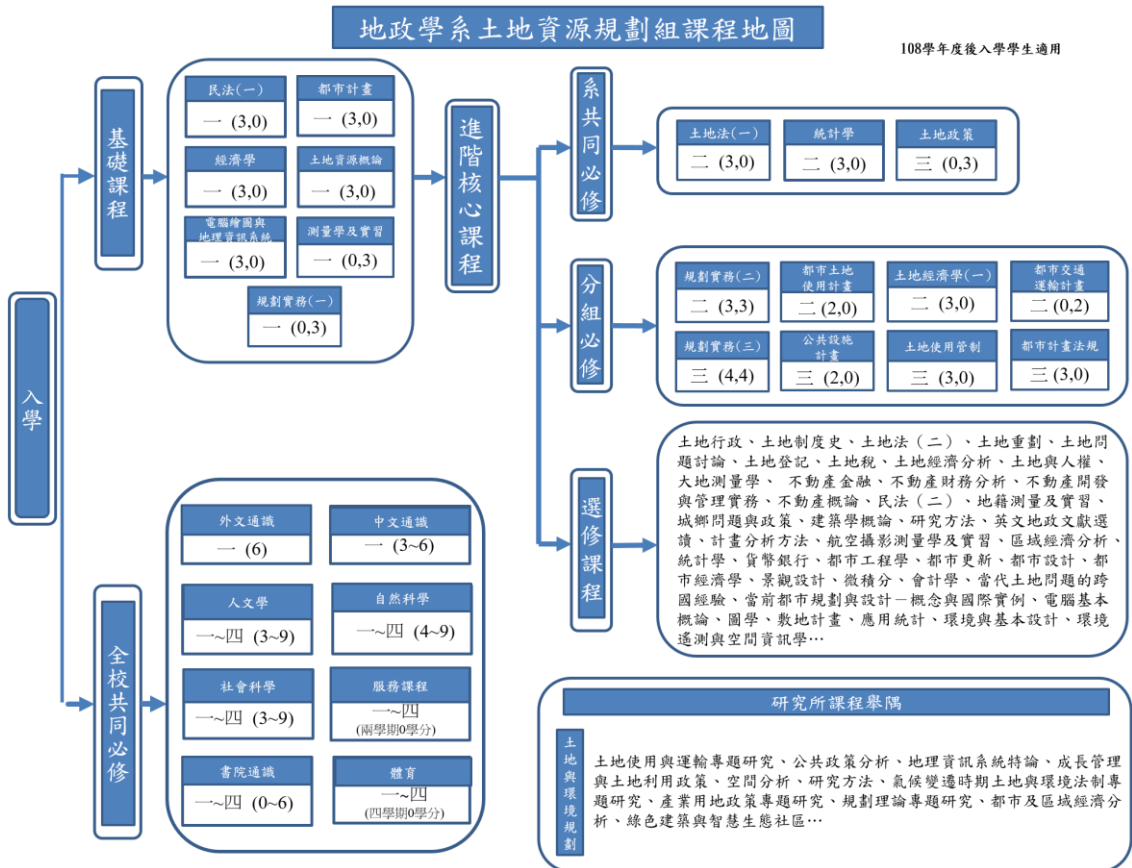 地政學系土地資源規劃組課程地圖
108學年度後入學學生適用
入學
基礎課程
民法(一)
一 (3,0)
都市計畫
一 (3,0)
經濟學
一 (3,0)
土地資源概論
一 (3,0)
電腦繪圖與
地理資訊系統
一 (3,0)
測量學及實習
一 (0,3)
規劃實務(一)
一 (0,3)
進階核心課程
系共同必修
土地法(一)
二 (3,0)
統計學
二 (3,0)
土地政策
三 (0,3)
分組必修
規劃實務(二)
二 (3,3)
都市土地
使用計畫
二 (2,0)
土地經濟學(一)
二 (3,0)
都市交通
運輸計畫
二 (0,2)
規劃實務(三)
三 (4,4)
公共設施
計畫
三 (2,0)
土地使用管制
三 (3,0)
都市計畫法規
三 (3,0)
選修課程
土地行政、土地制度史、土地法（二）、土地重劃、土地問
題討論、土地登記、土地稅、土地經濟分析、土地與人權、
大地測量學、 不動產金融、不動產財務分析、不動產開發
與管理實務、不動產概論、民法（二）、地籍測量及實習、
城鄉問題與政策、建築學概論、研究方法、英文地政文獻選
讀、計畫分析方法、航空攝影測量學及實習、區域經濟分析、
統計學、貨幣銀行、都市工程學、都市更新、都市設計、都
市經濟學、景觀設計、微積分、會計學、當代土地問題的跨
國經驗、當前都市規劃與設計－概念與國際實例、電腦基本
概論、圖學、敷地計畫、應用統計、環境與基本設計、環境
遙測與空間資訊學…
全校共同必修
外文通識
一 (6)
中文通識
一 (3~6)
人文學
一~四 (3~9)
自然科學
一~四 (4~9)
社會科學
一~四 (3~9)
服務課程
一~四
(兩學期0學分)
書院通識
一~四 (0~6)
體育
一~四
(四學期0學分)
研究所課程舉隅
土地與環境規劃
土地使用與運輸專題研究、公共政策分析、地理資訊系統特論、成長管理
與土地利用政策、空間分析、研究方法、氣候變遷時期土地與環境法制專
題研究、產業用地政策專題研究、規劃理論專題研究、都市及區域經濟分
析、綠色建築與智慧生態社區…